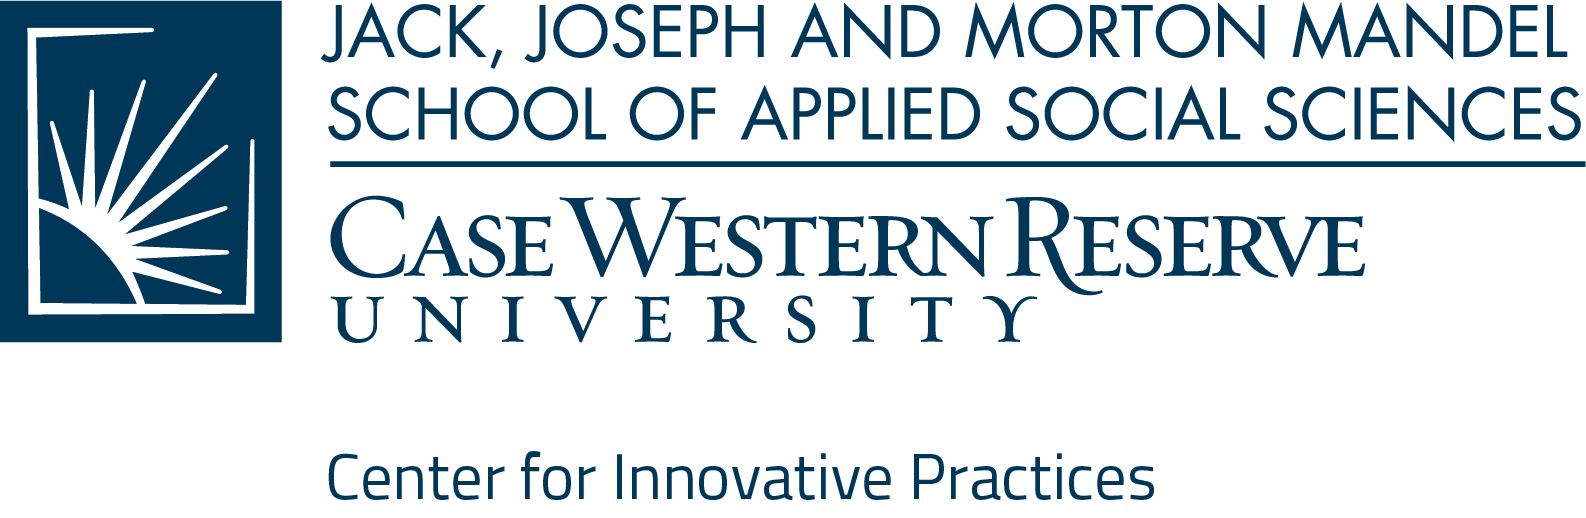 JACK, JOSEPH AND MORTON MANDEL
SCHOOL OF APPLIED SOCIAL SCIENCES
CASE WESTERN RESERVE
UNIVERSITY
Center for Innovative Practices